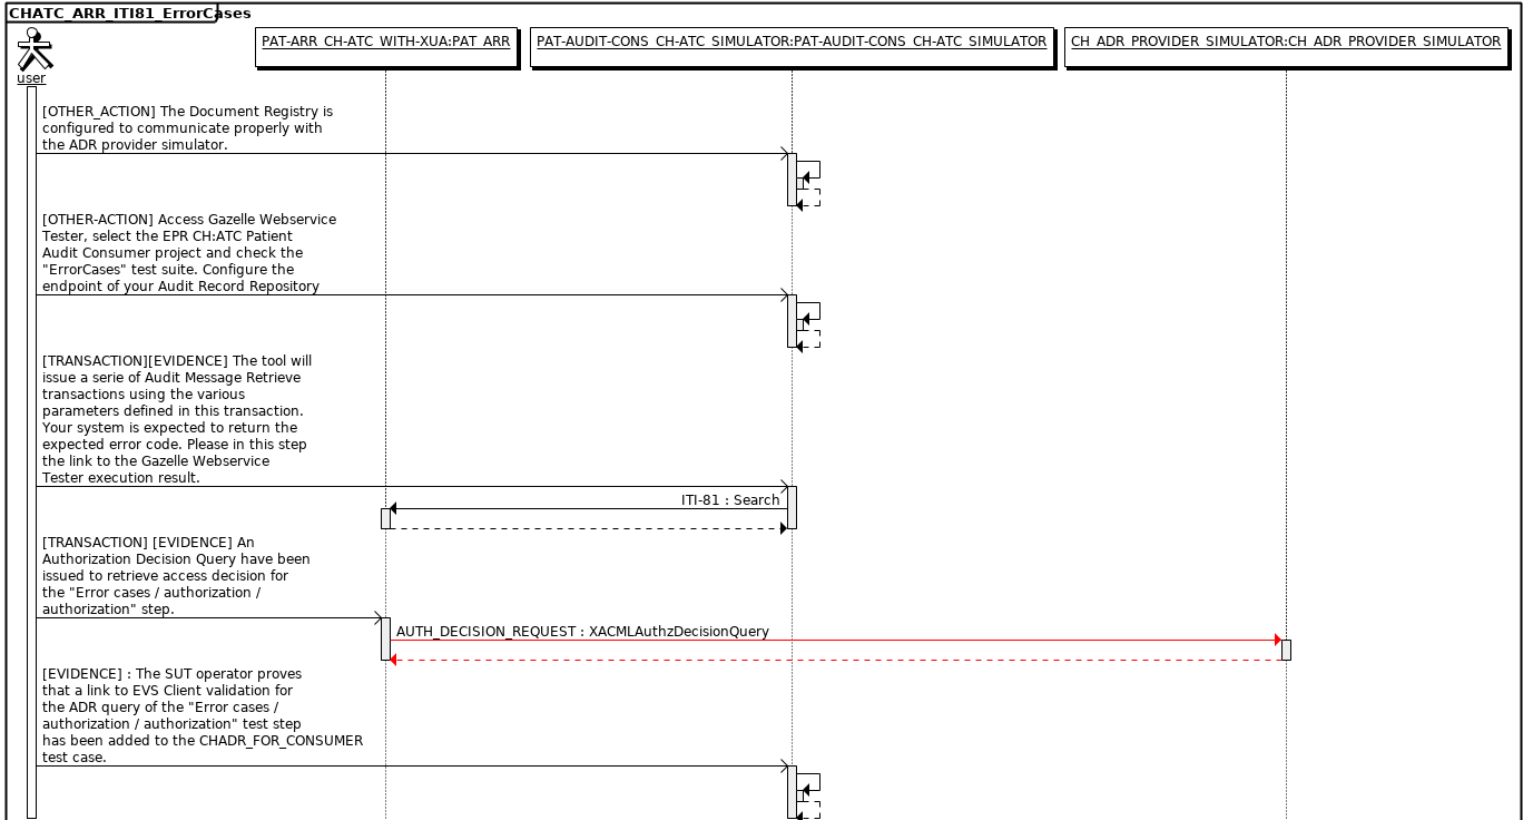 CHATC_ARR_ITI81_ErrorCases
user
PAT-ARR_CH-ATC_WITH-XUA:PAT_ARR
PAT-AUDIT-CONS_CH-ATC_SIMULATOR:PAT-AUDIT-CONS_CH-ATC_SIMULATOR
CH_ADR_PROVIDER_SIMULATOR:CH_ADR_PROVIDER_SIMULATOR
[OTHER_ACTION] The Document Registry is
configured to communicate properly with
the ADR provider simulator.
[OTHER-ACTION] Access Gazelle Webservice
Tester, select the EPR CH:ATC Patient
Audit Consumer project and check the
"ErrorCases" test suite. Configure the
endpoint of your Audit Record Repository
[TRANSACTION][EVIDENCE] The tool will
issue a serie of Audit Message Retrieve
transactions using the various
parameters defined in this transaction.
Your system is expected to return the
expected error code. Please in this step
the link to the Gazelle Webservice
Tester execution result.
ITI-81 : Search
[TRANSACTION] [EVIDENCE] An
Authorization Decision Query have been
issued to retrieve access decision for
the "Error cases / authorization /
authorization" step.
AUTH_DECISION_REQUEST : XACMLAuthzDecisionQuery
[EVIDENCE] : The SUT operator proves
that a link to EVS Client validation for
the ADR query of the "Error cases /
authorization / authorization" test step
has been added to the CHADR_FOR_CONSUMER
test case.